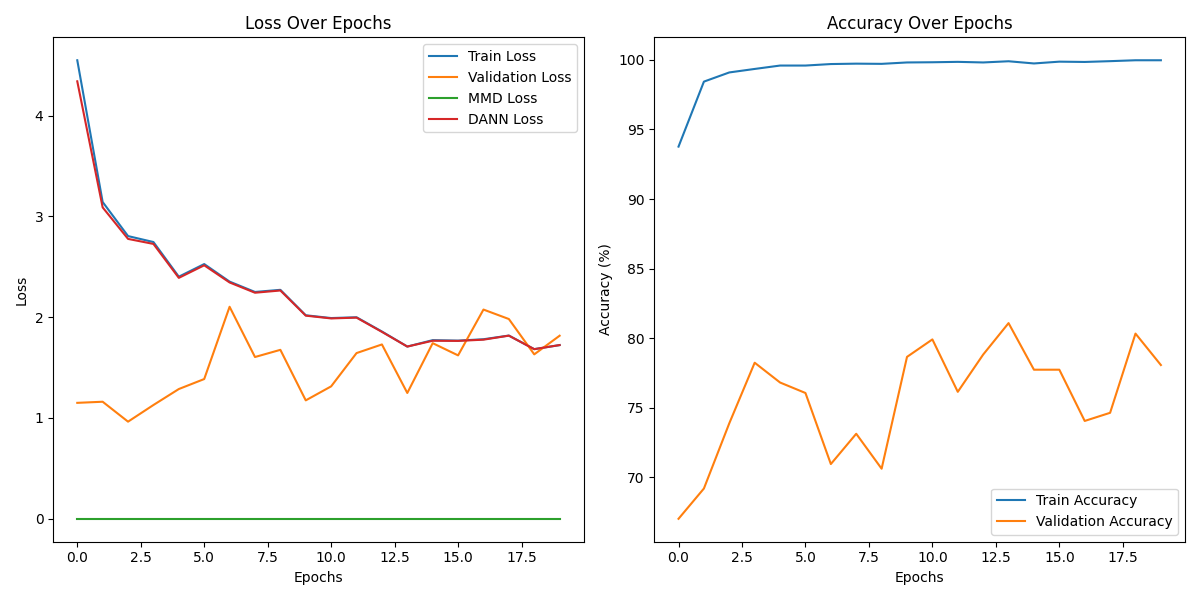 Loss Over Epochs
Train Loss
Validation Loss
MMD Loss
DANN Loss
Loss
4
3
2
1
0
0.0 2.5 5.0 7.5 10.0 12.5 15.0 17.5
Epochs
Accuracy Over Epochs
Accuracy (%)
100
95
90
85
80
75
70
Train Accuracy
Validation Accuracy
0.0 2.5 5.0 7.5 10.0 12.5 15.0 17.5
Epochs